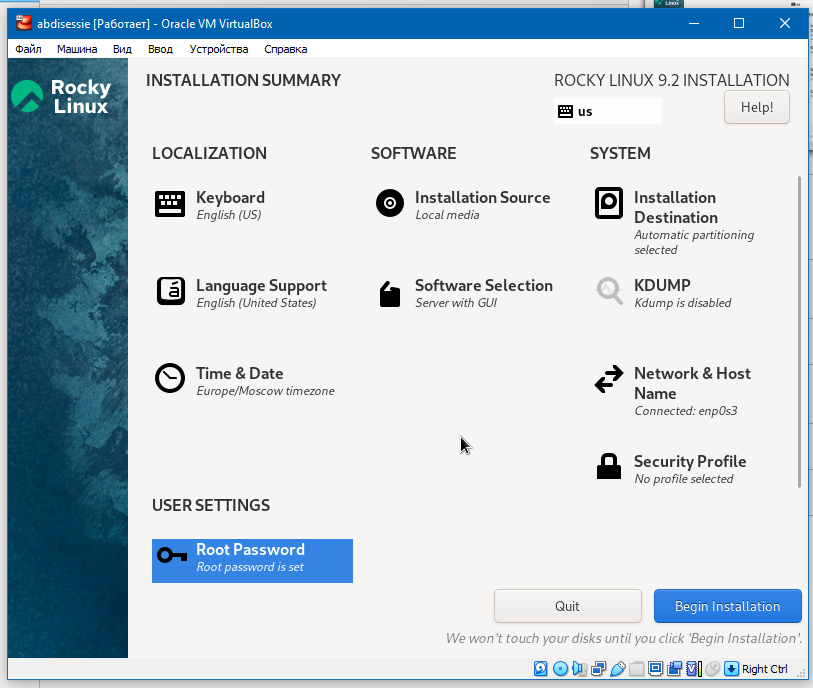 abdisessie [Работает] - Oracle VM VirtualBox
Файл Машина Вид Ввод Устройства Справка
Rocky
Linux
INSTALLATION SUMMARY
ROCKY LINUX 9.2 INSTALLATION
us
Help!
LOCALIZATION
Keyboard
English (US)
Language Support
English (United States)
Time & Date
Europe/Moscow timezone
SOFTWARE
Installation Source
Local media
Software Selection
Server with GUI
SYSTEM
Installation
Destination
Automatic partitioning
selected
KDUMP
Kdump is disabled
Network & Host
Name
Connected: enp0s3
Security Profile
No profile selected
USER SETTINGS
Root Password
Root password is set
Quit
Begin Installation
We won't touch your disks until you click 'Begin Installation'.
Right Ctrl